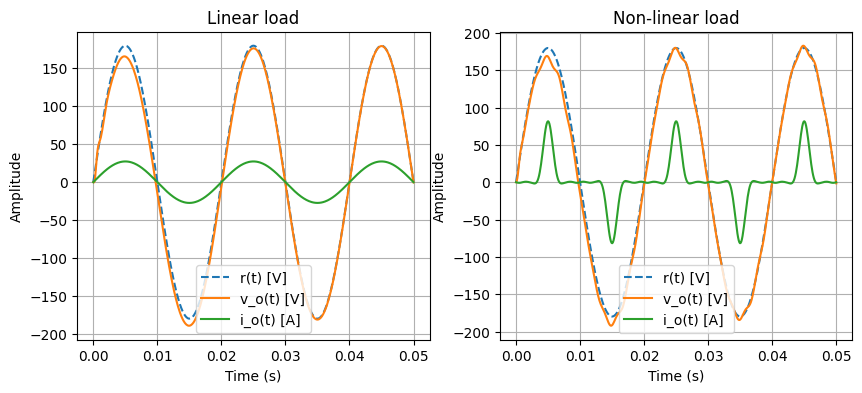 Linear load
Amplitude
150
100
50
0
−50
−100
−150
−200
r(t) [V]
v_o(t) [V]
i_o(t) [A]
0.00 0.01 0.02 0.03 0.04 0.05
Time (s)
Non-linear load
Amplitude
200
150
100
50
0
−50
−100
−150
−200
r(t) [V]
v_o(t) [V]
i_o(t) [A]
0.00 0.01 0.02 0.03 0.04 0.05
Time (s)